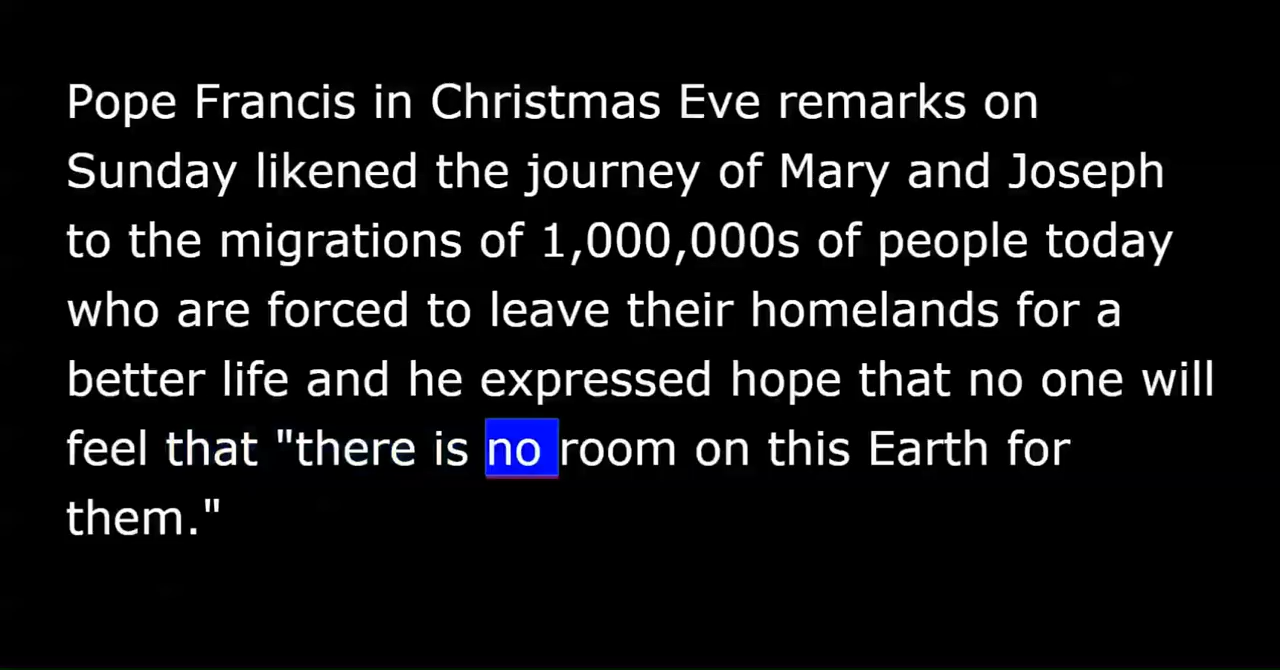 Pope Francis in Christmas Eve remarks on
Sunday likened the journey of Mary and Joseph
to the migrations of 1,000,000s of people today
who are forced to leave their homelands for a
better life and he expressed hope that no one will
feel that "there is no room on this Earth for
them."